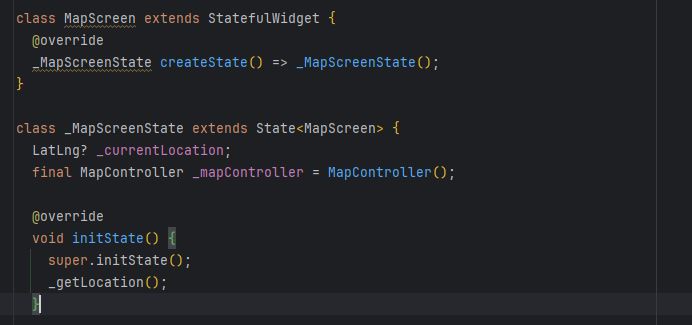 class MapScreen extends StatefulWidget {
  @override
  _MapScreenState createState() => _MapScreenState();
}
class _MapScreenState extends State<MapScreen> {
  LatLng? _currentLocation;
  final MapController _mapController = MapController();
  @override
  void initState() {
    super.initState();
    _getLocation();
  }